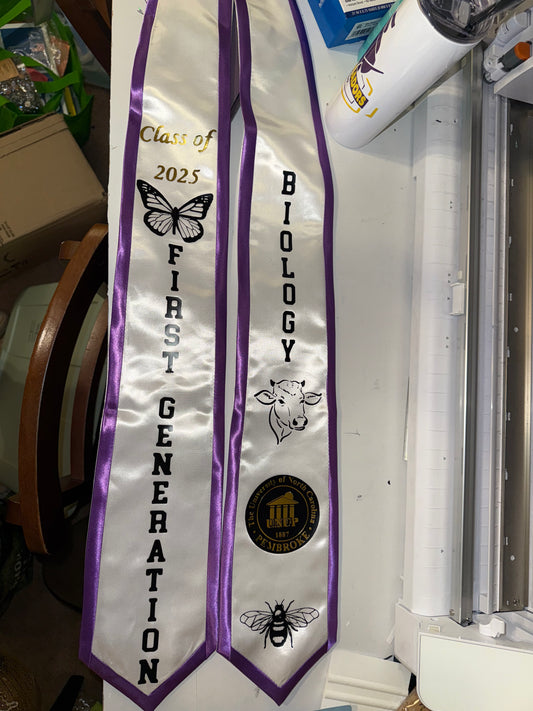 Class of
2025
FIRST GENERATION
BIOLOGY
The University of North Carolina
UNCP
1887
PEMBROKE